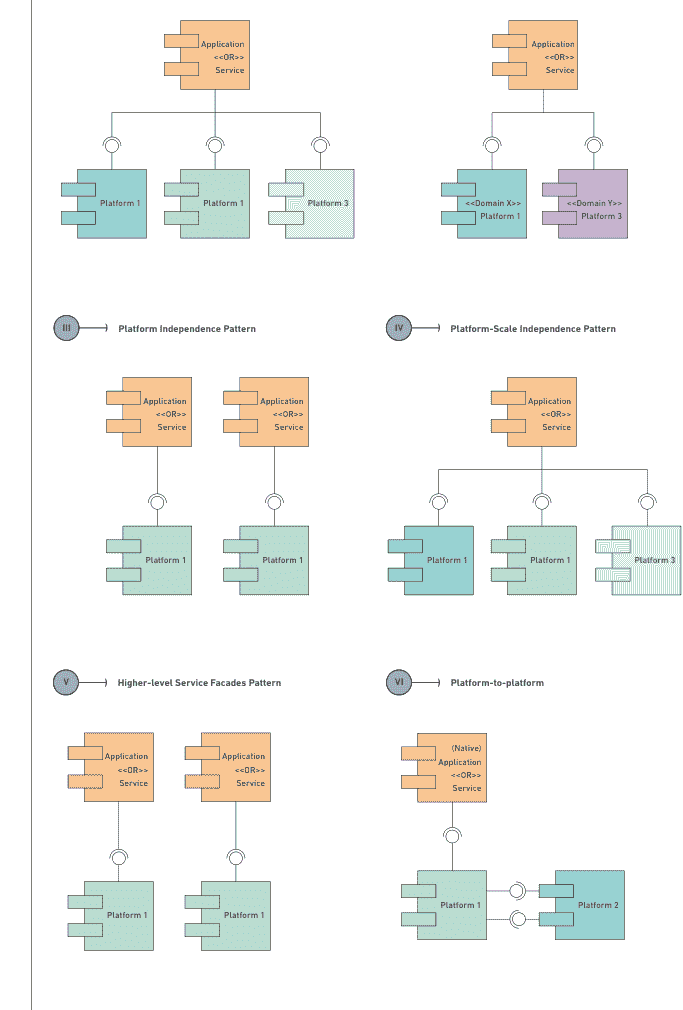 Application
<<OR>>
Service
Application
<<OR>>
Service
Platform 1
Platform 1
Platform 3
<<Domain X>>
Platform 1
<<Domain Y>>
Platform 3
III
Platform Independence Pattern
IV
Platform-Scale Independence Pattern
Application
<<OR>>
Service
Application
<<OR>>
Service
Application
<<OR>>
Service
Platform 1
Platform 1
Platform 1
Platform 1
Platform 3
V
Higher-level Service Facades Pattern
VI
Platform-to-platform
Application
<<OR>>
Service
Application
<<OR>>
Service
(Native)
Application
<<OR>>
Service
Platform 1
Platform 1
Platform 1
Platform 2